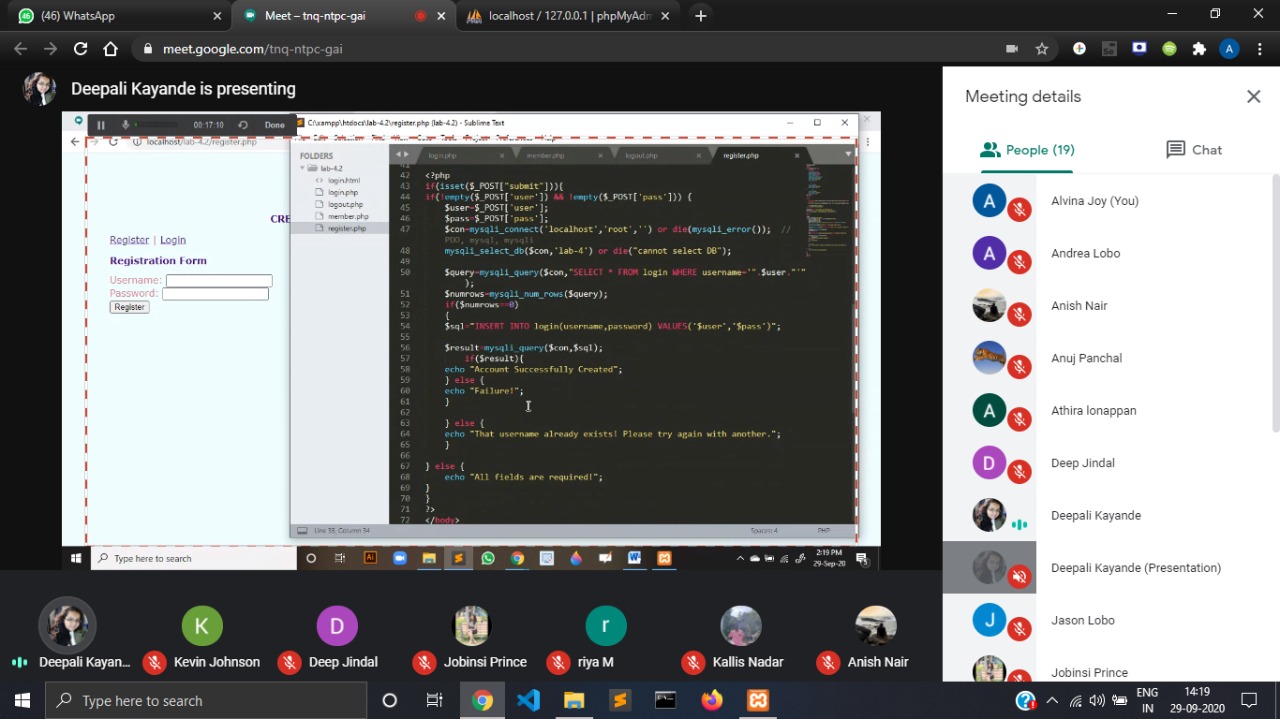 (46) WhatsApp
Meet – tnq-ntpc-gai
localhost / 127.0.0.1 | phpMyAdm
meet.google.com/tnq-ntpc-gai
A
Deepali Kayande is presenting
00:17:10
Done
C:\xampp\htdocs\lab-4.2\register.php (lab-4.2) - Sublime Text
localhost/lab-4.2/register.php
CRE
Register | Login
Registration Form
Username:
Password:
Register
FOLDERS
lab-4.2
login.html
login.php
logout.php
member.php
register.php
login.php
member.php
logout.php
register.php
41
42 <?php
43 if(isset($_POST["submit"])){
44 if(!empty($_POST['user']) && !empty($_POST['pass'])) {
45 $user=$_POST['user'];
46 $pass=$_POST['pass'];
47 $con=mysqli_connect('localhost','root','') or die(mysqli_error()); //
PDO, mysql, mysqli
48 mysqli_select_db($con,'lab-4') or die("cannot select DB");
49
50 $query=mysqli_query($con,"SELECT * FROM login WHERE username='".$user."'"
);
51 $numrows=mysqli_num_rows($query);
52 if($numrows==0)
53 {
54 $sql="INSERT INTO login(username,password) VALUES('$user','$pass')";
55
56 $result=mysqli_query($con,$sql);
57 if($result){
58 echo "Account Successfully Created";
59 } else {
60 echo "Failure!";
61 }
62
63 } else {
64 echo "That username already exists! Please try again with another.";
65 }
66
67 } else {
68 echo "All fields are required!";
69 }
70 }
71 ?>
72 </body>
Line 38, Column 34
Spaces: 4
PHP
Type here to search
2:19 PM
29-Sep-20
Deepali Kayan...
K
Kevin Johnson
D
Deep Jindal
Jobinsi Prince
r
riya M
Kallis Nadar
Anish Nair
Meeting details
People (19)
Chat
A
Alvina Joy (You)
A
Andrea Lobo
Anish Nair
Anuj Panchal
A
Athira lonappan
D
Deep Jindal
Deepali Kayande
Deepali Kayande (Presentation)
J
Jason Lobo
Jobinsi Prince
Type here to search
ENG
IN
14:19
29-09-2020